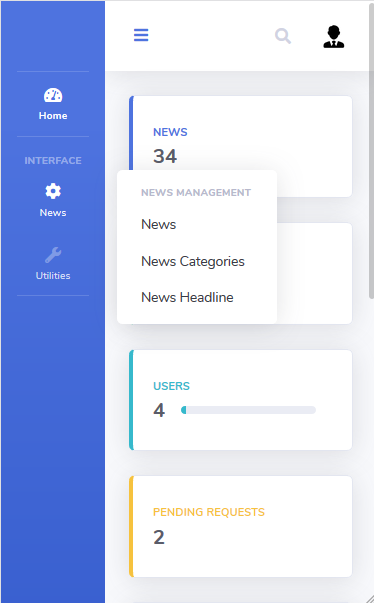 Home
INTERFACE
News
Utilities
NEWS
34
NEWS MANAGEMENT
News
News Categories
News Headline
USERS
4
PENDING REQUESTS
2